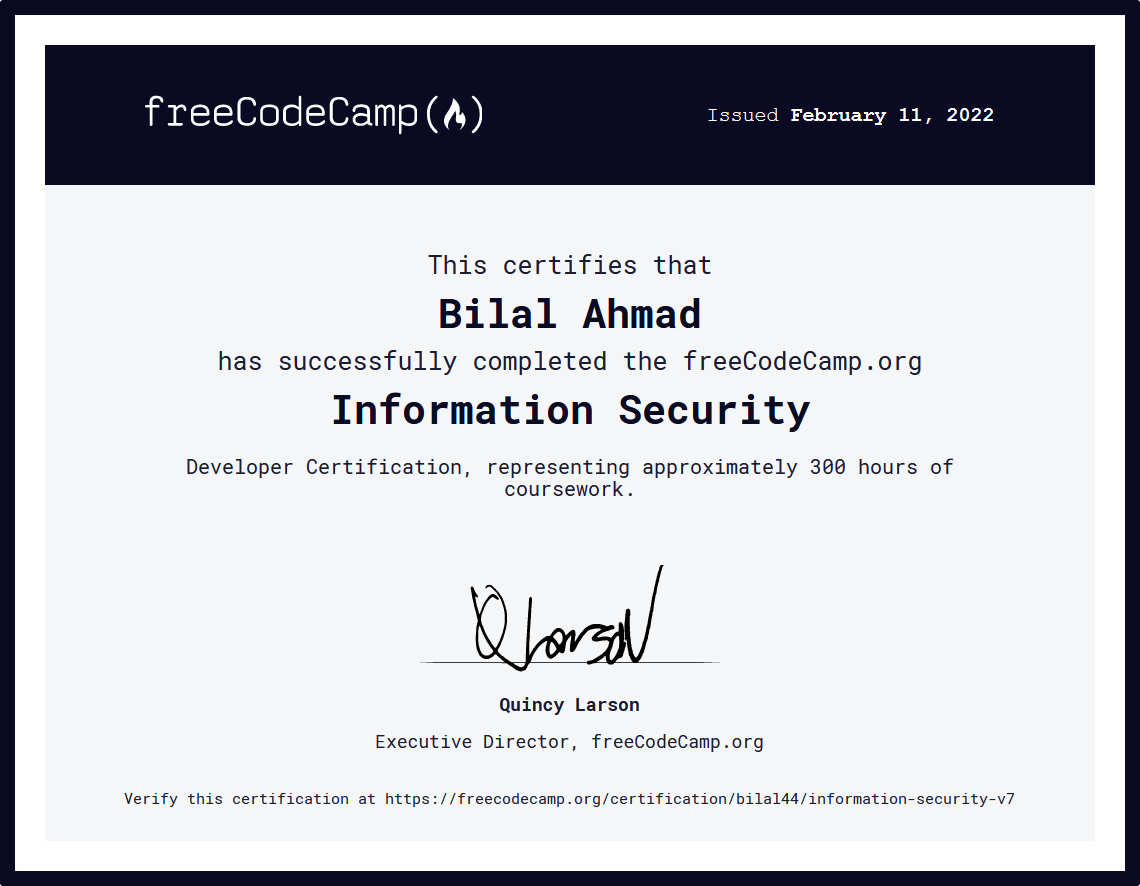 freeCodeCamp(🔥)
Issued February 11, 2022
This certifies that
Bilal Ahmad
has successfully completed the freeCodeCamp.org
Information Security
Developer Certification, representing approximately 300 hours of
coursework.
Q Larson
Quincy Larson
Executive Director, freeCodeCamp.org
Verify this certification at https://freecodecamp.org/certification/bilal44/information-security-v7